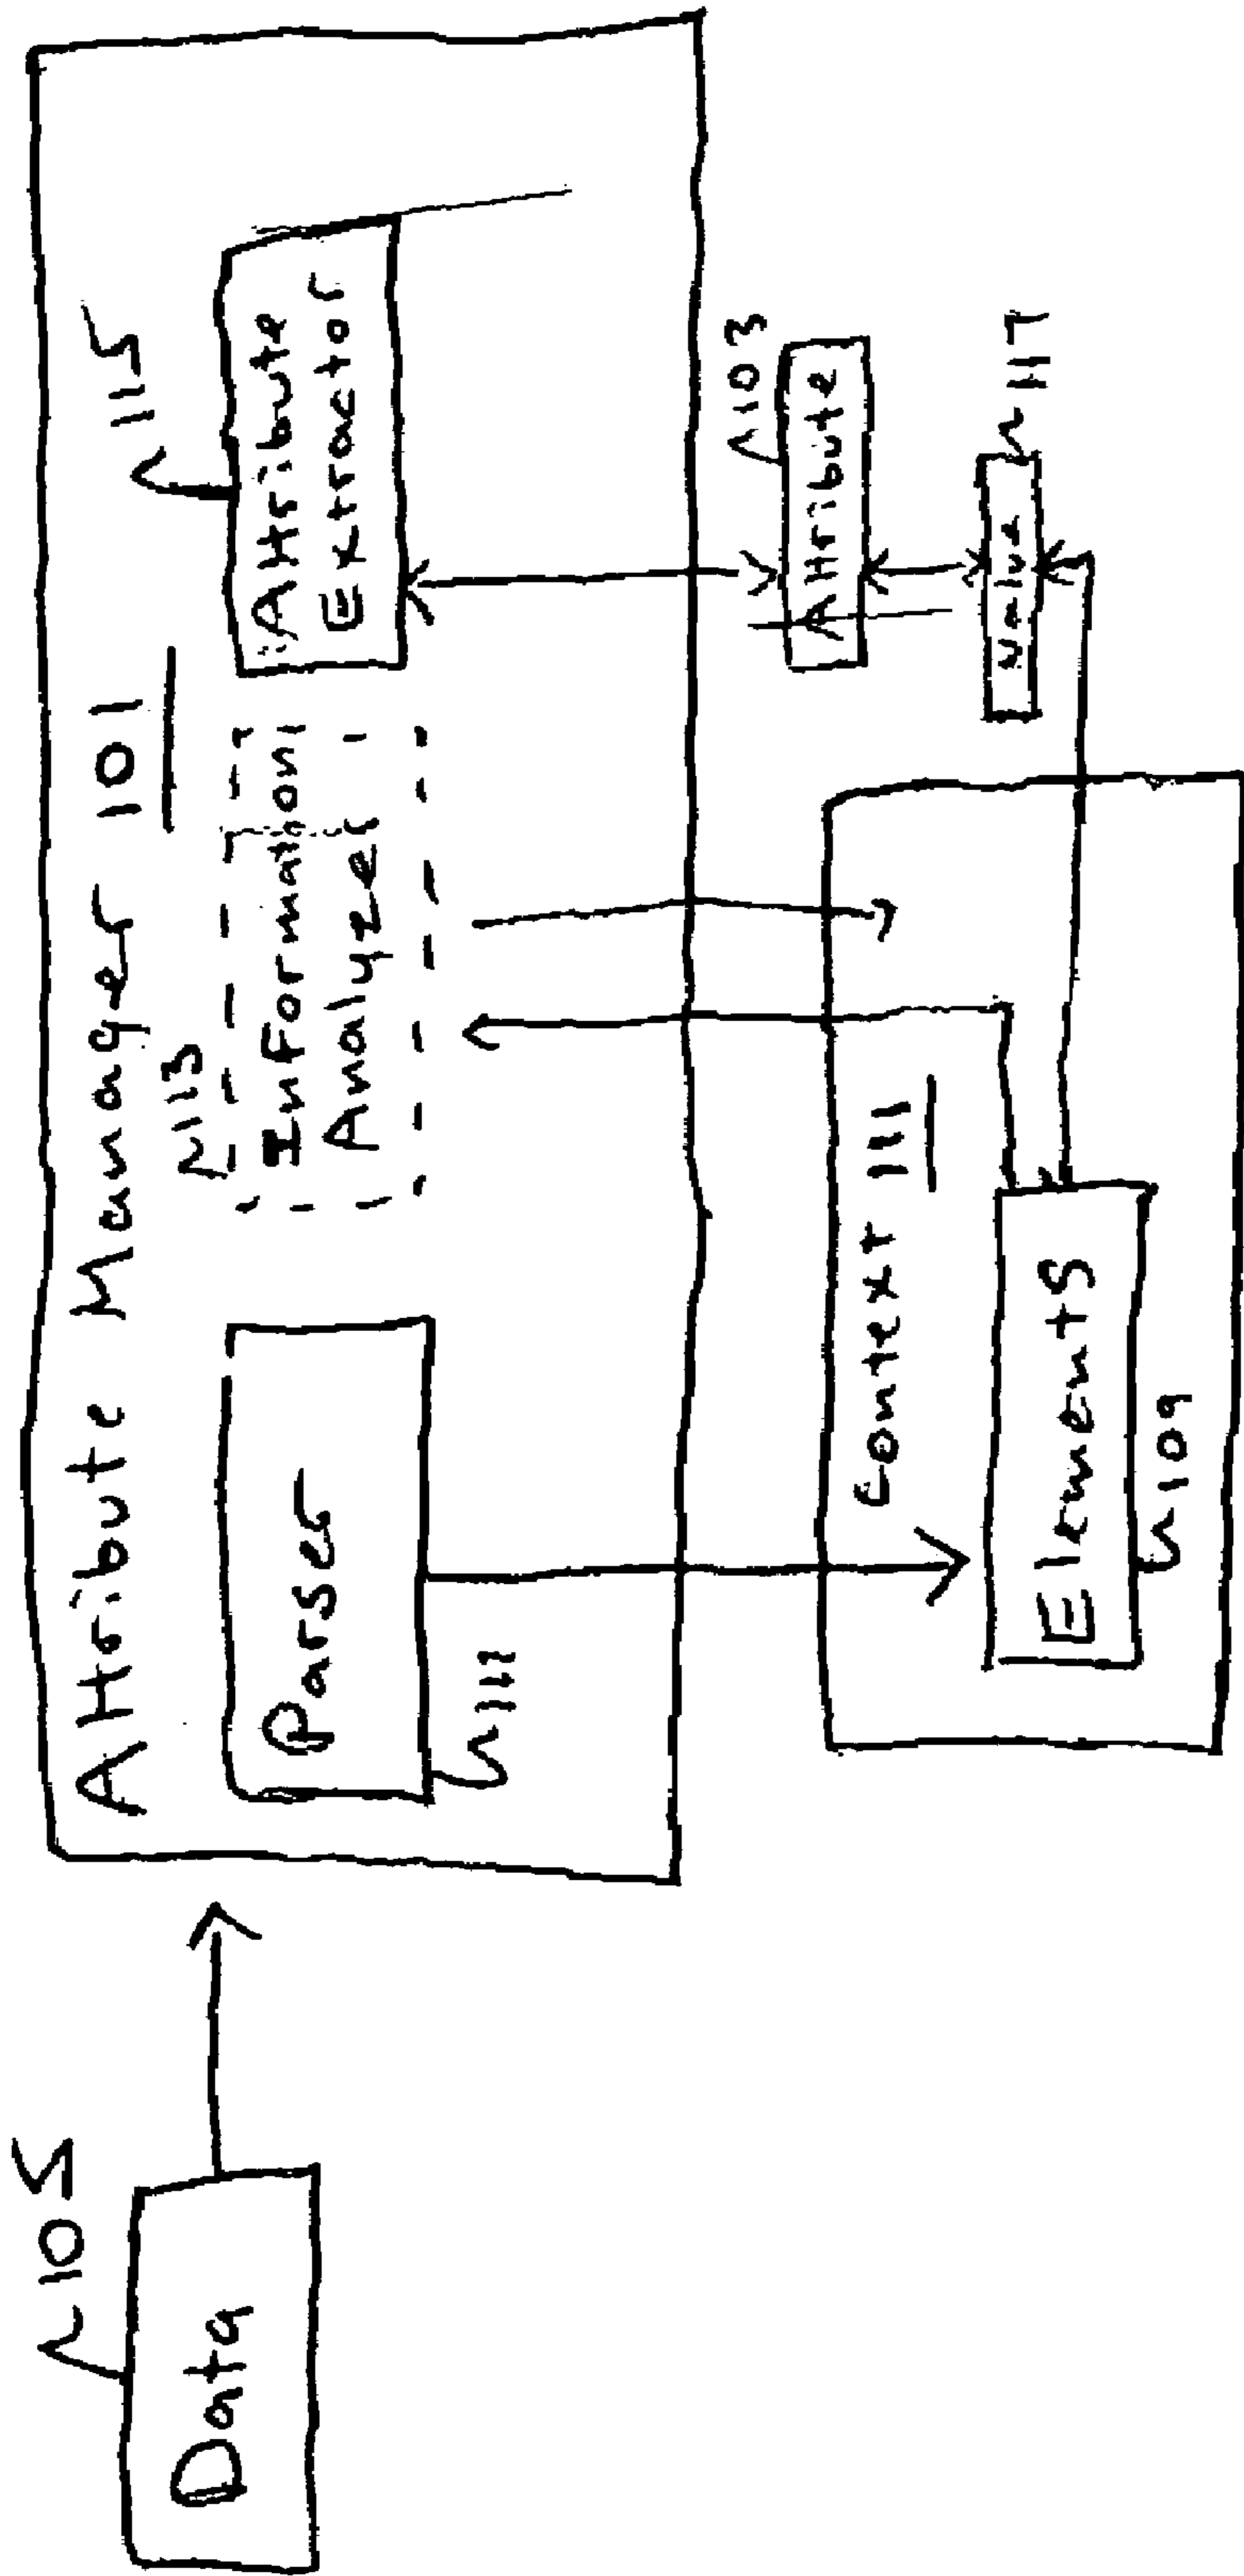 Attribute Manager 101
105
Data
Parser
111
113
Information
Analyzer
115
Attribute
Extractor
Context 111
Elements
109
103
Attribute
Value
117